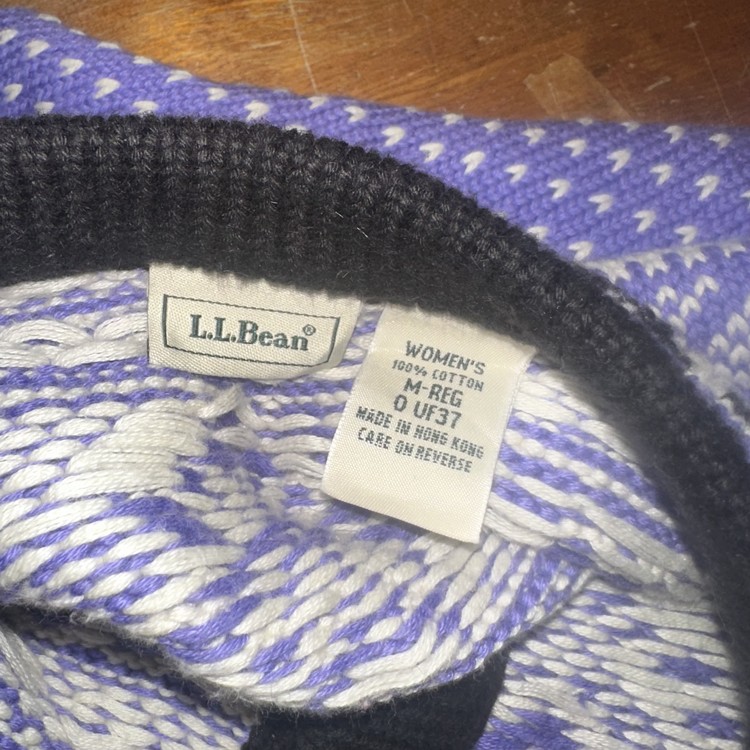 L.L.Bean®
WOMEN'S
100% COTTON
M-REG
0 UF37
MADE IN HONG KONG
CARE ON REVERSE